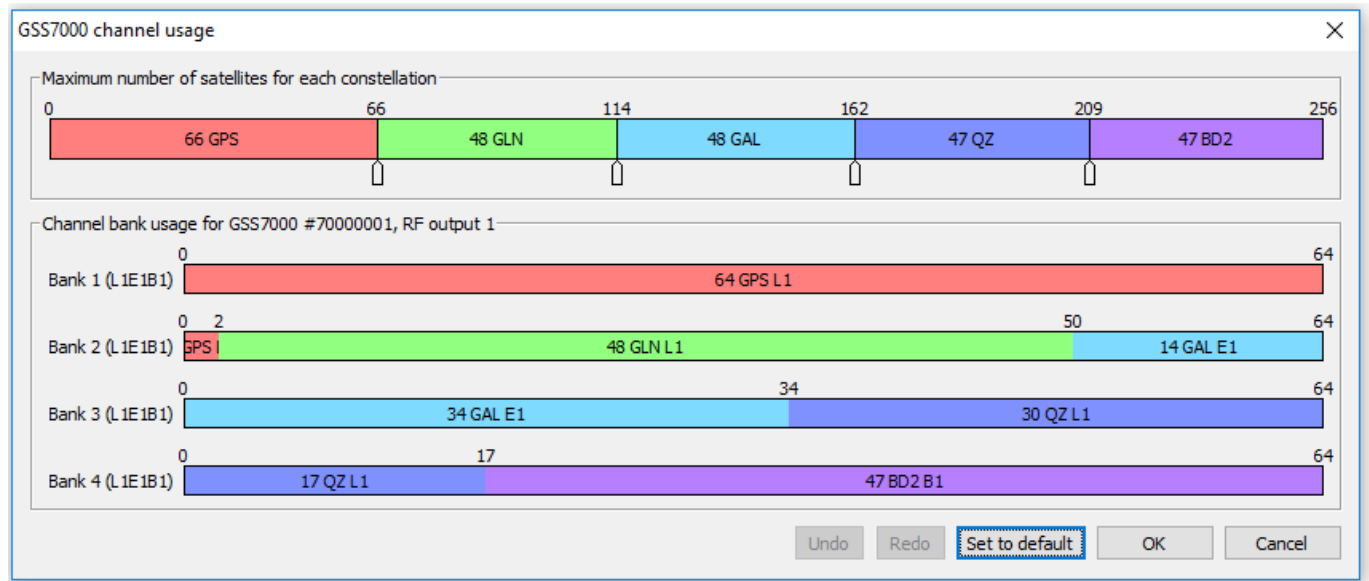 GSS7000 channel usage
Maximum number of satellites for each constellation
0 66 114 162 209 256
66 GPS 48 GLN 48 GAL 47 QZ 47 BD2
Channel bank usage for GSS7000 #70000001, RF output 1
0 64
Bank 1 (L1E1B1) 64 GPS L1
0 2 50 64
Bank 2 (L1E1B1) GPS 48 GLN L1 14 GAL E1
0 34 64
Bank 3 (L1E1B1) 34 GAL E1 30 QZ L1
0 17 64
Bank 4 (L1E1B1) 17 QZ L1 47 BD2 B1
Undo Redo Set to default OK Cancel